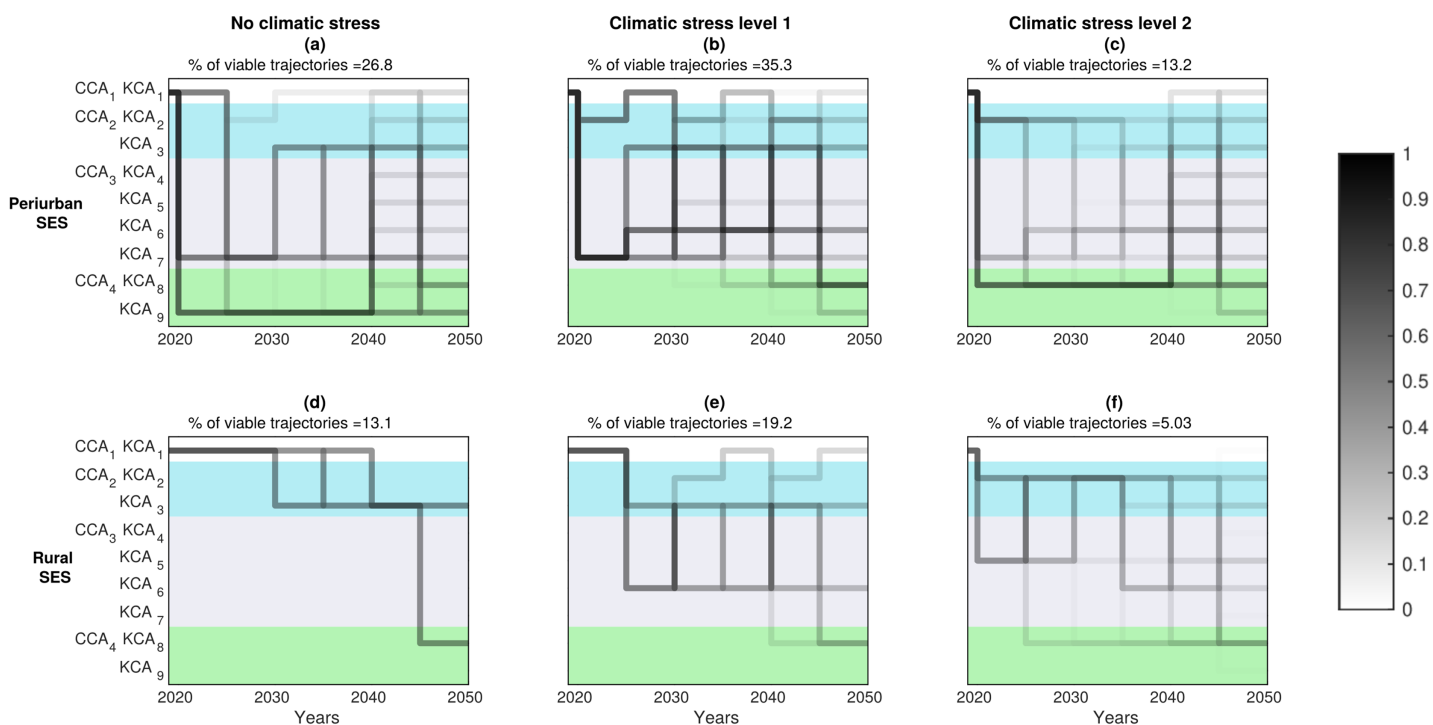 No climatic stress
Climatic stress level 1
Climatic stress level 2
(a)
(b)
(c)
% of viable trajectories =26.8
% of viable trajectories =35.3
% of viable trajectories =13.2
CCA1 KCA1
CCA2 KCA2
KCA3
CCA3 KCA4
KCA5
KCA6
KCA7
CCA4 KCA8
KCA9
Periurban
SES
2020 2030 2040 2050
2020 2030 2040 2050
2020 2030 2040 2050
(d)
(e)
(f)
% of viable trajectories =13.1
% of viable trajectories =19.2
% of viable trajectories =5.03
CCA1 KCA1
CCA2 KCA2
KCA3
CCA3 KCA4
KCA5
KCA6
KCA7
CCA4 KCA8
KCA9
Rural
SES
2020 2030 2040 2050
2020 2030 2040 2050
2020 2030 2040 2050
Years
Years
Years
1
0.9
0.8
0.7
0.6
0.5
0.4
0.3
0.2
0.1
0